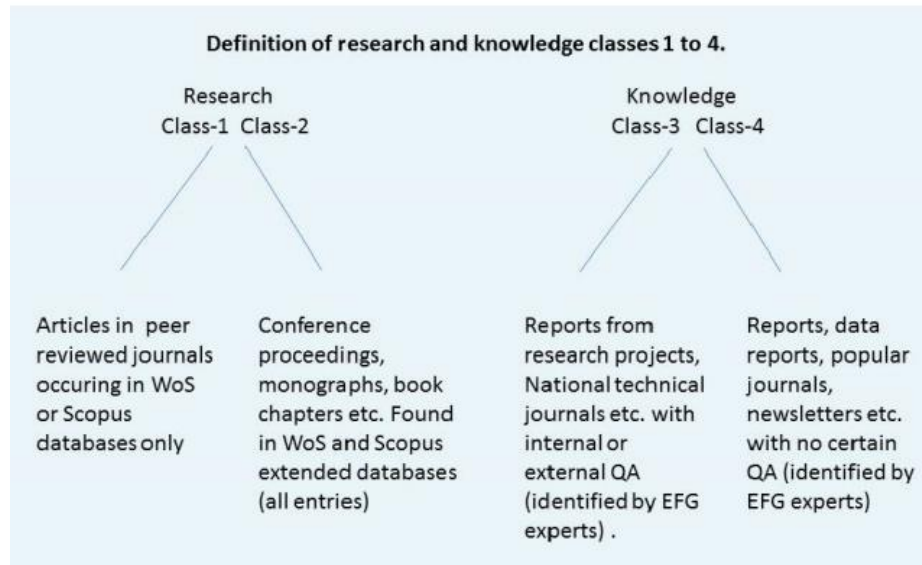 Definition of research and knowledge classes 1 to 4.
Research
Class-1 Class-2
Knowledge
Class-3 Class-4
Articles in peer
reviewed journals
occuring in WoS
or Scopus
databases only
Conference
proceedings,
monographs, book
chapters etc. Found
in WoS and Scopus
extended databases
(all entries)
Reports from
research projects,
National technical
journals etc. with
internal or
external QA
(identified by EFG
experts) .
Reports, data
reports, popular
journals,
newsletters etc.
with no certain
QA (identified by
EFG experts)